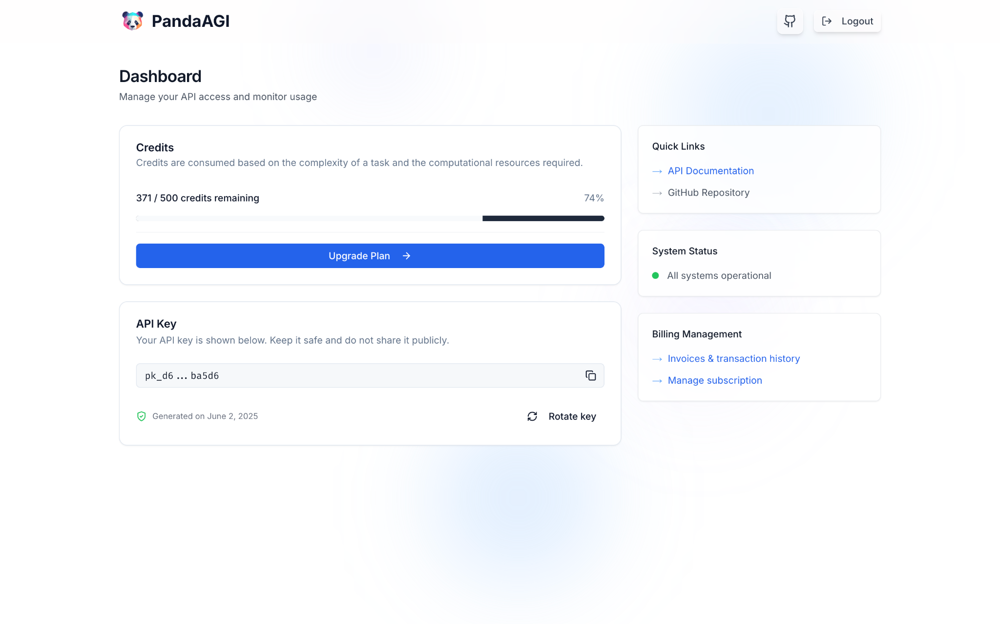 PandaAGI
Logout
Dashboard
Manage your API access and monitor usage
Credits
Credits are consumed based on the complexity of a task and the computational resources required.
371 / 500 credits remaining
74%
Upgrade Plan →
API Key
Your API key is shown below. Keep it safe and do not share it publicly.
pk_d6...ba5d6
Generated on June 2, 2025
Rotate key
Quick Links
→ API Documentation
→ GitHub Repository
System Status
All systems operational
Billing Management
→ Invoices & transaction history
→ Manage subscription